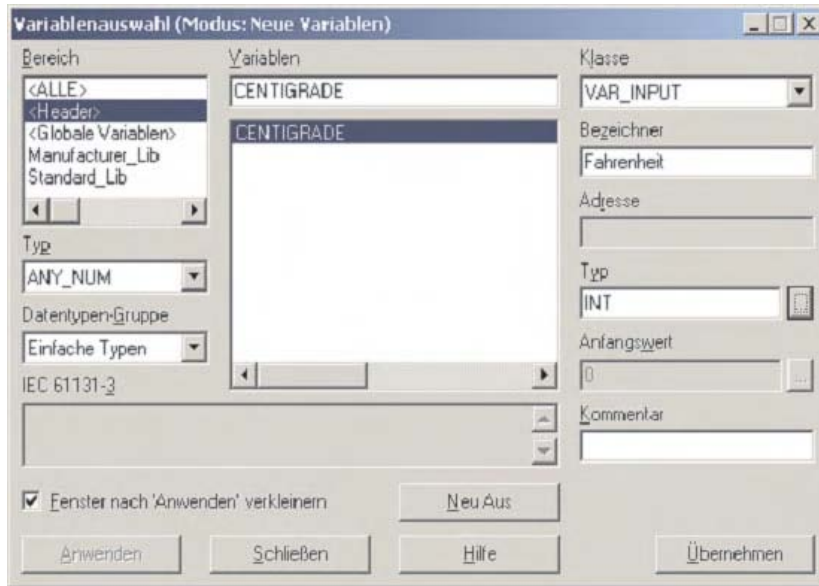 Variablenauswahl (Modus: Neue Variablen)
Bereich
<ALLE>
<Header>
<Globale Variablen>
Manufacturer_Lib
Standard_Lib
Typ
ANY_NUM
Datentypen-Gruppe
Einfache Typen
IEC 61131-3
Variablen
CENTIGRADE
CENTIGRADE
Klasse
VAR_INPUT
Bezeichner
Fahrenheit
Adresse
Typ
INT
...
Anfangswert
0
...
Kommentar
Fenster nach 'Anwenden' verkleinern
Neu Aus
Anwenden
Schließen
Hilfe
Übernehmen